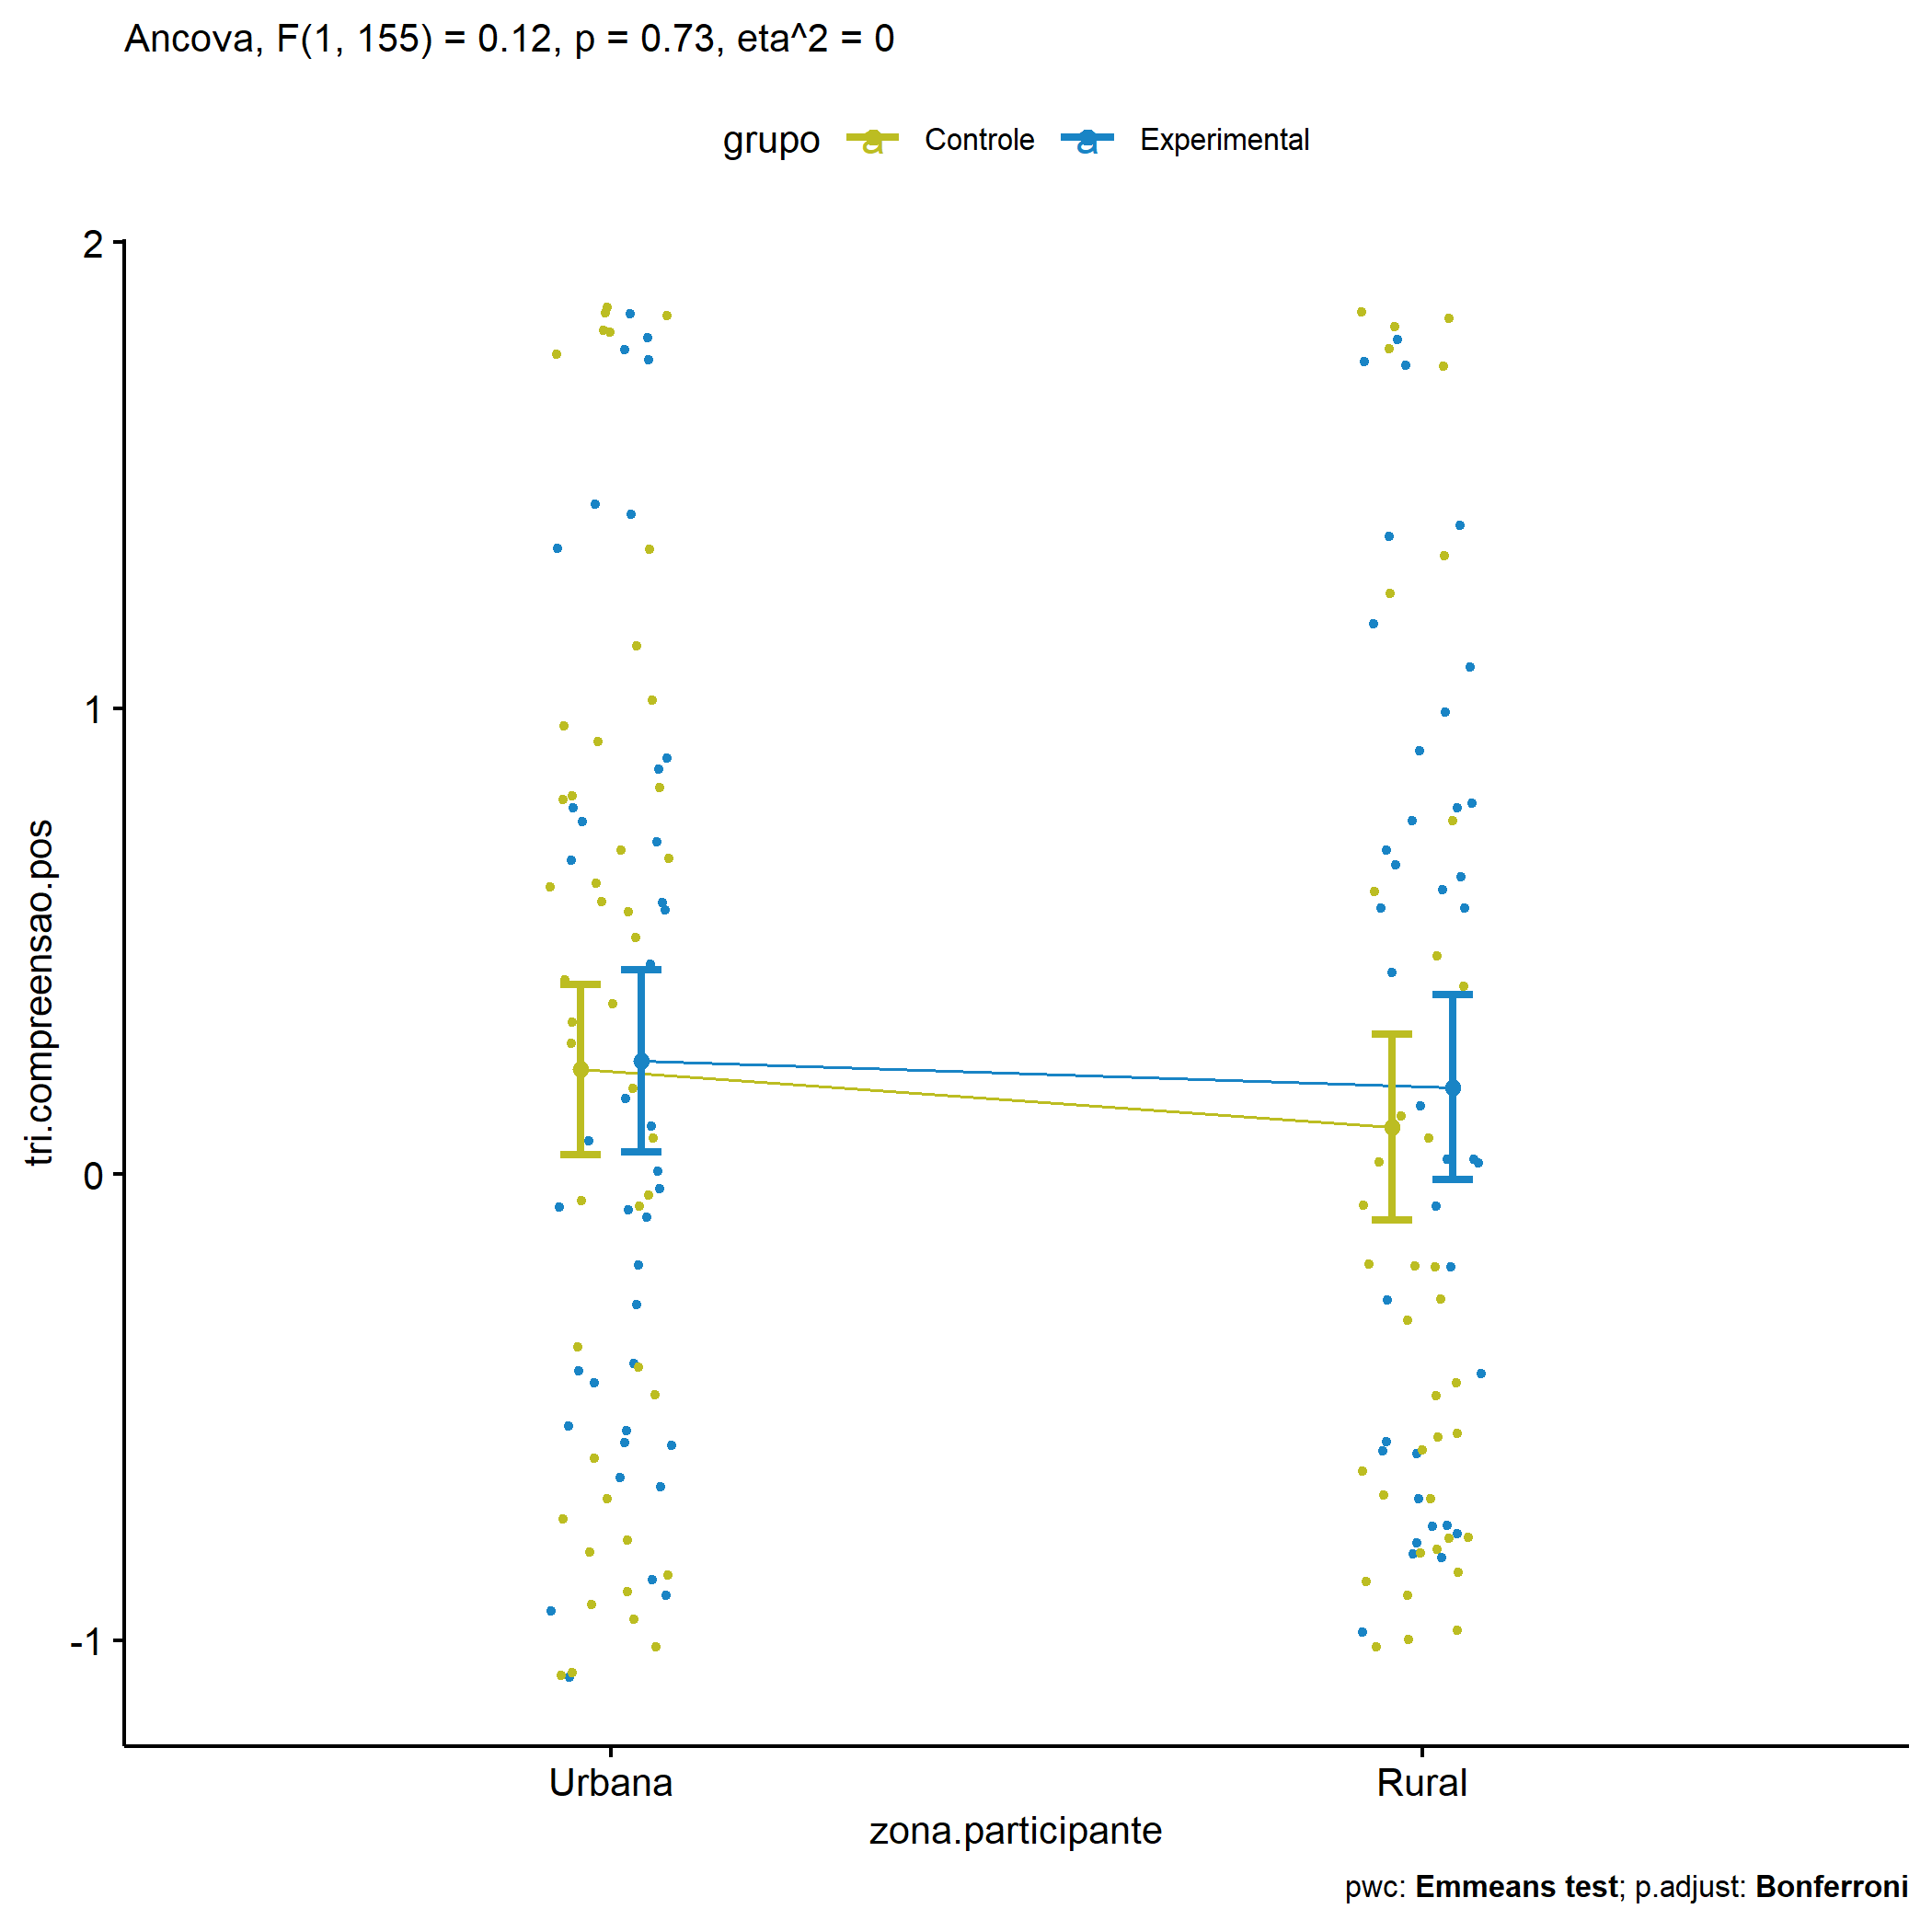 Ancova, F(1, 155) = 0.12, p = 0.73, eta^2 = 0
grupo a Controle a Experimental
2
1
0
-1
tri.compreensao.pos
Urbana Rural
zona.participante
pwc: Emmeans test; p.adjust: Bonferroni